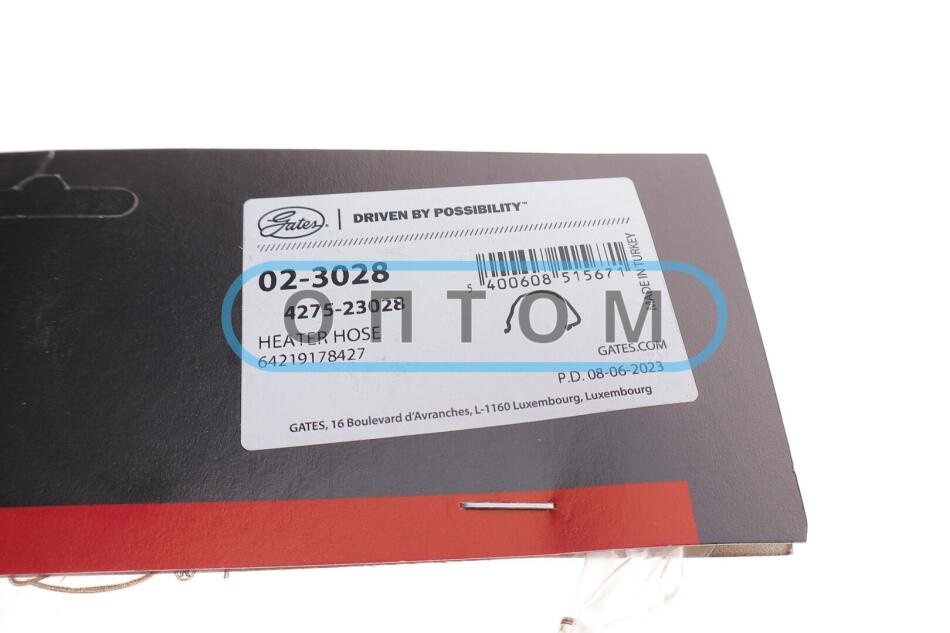 Gates | DRIVEN BY POSSIBILITY™
02-3028
4275-23028
HEATER HOSE
64219178427
5 400608 515671
MADE IN TURKEY
GATES.COM
P.D. 08-06-2023
GATES, 16 Boulevard d'Avranches, L-1160 Luxembourg, Luxembourg
ОПТОМ